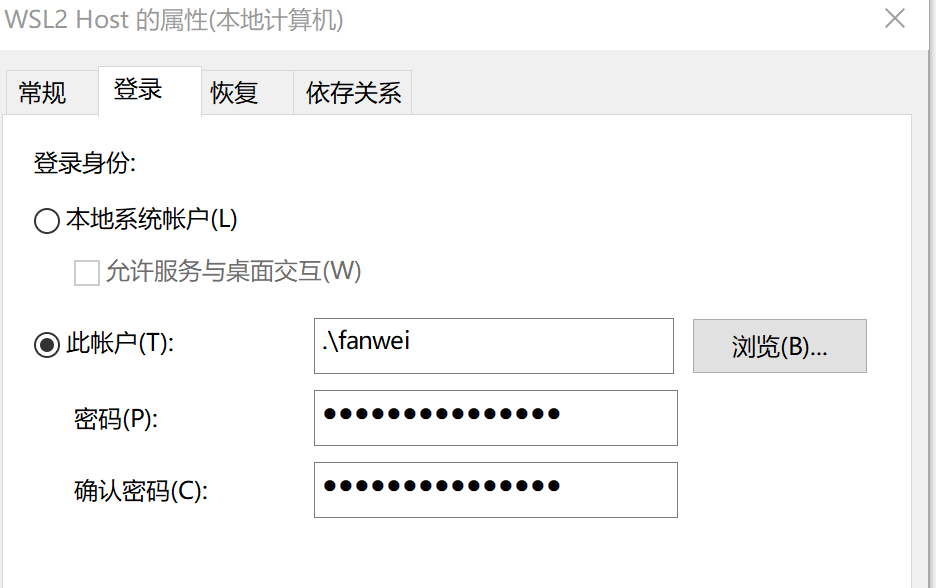 WSL2 Host 的属性(本地计算机)
常规 登录 恢复 依存关系
登录身份:
本地系统帐户(L)
允许服务与桌面交互(W)
此帐户(T): .\fanwei 浏览(B)...
密码(P): ●●●●●●●●●●●●●●●
确认密码(C): ●●●●●●●●●●●●●●●